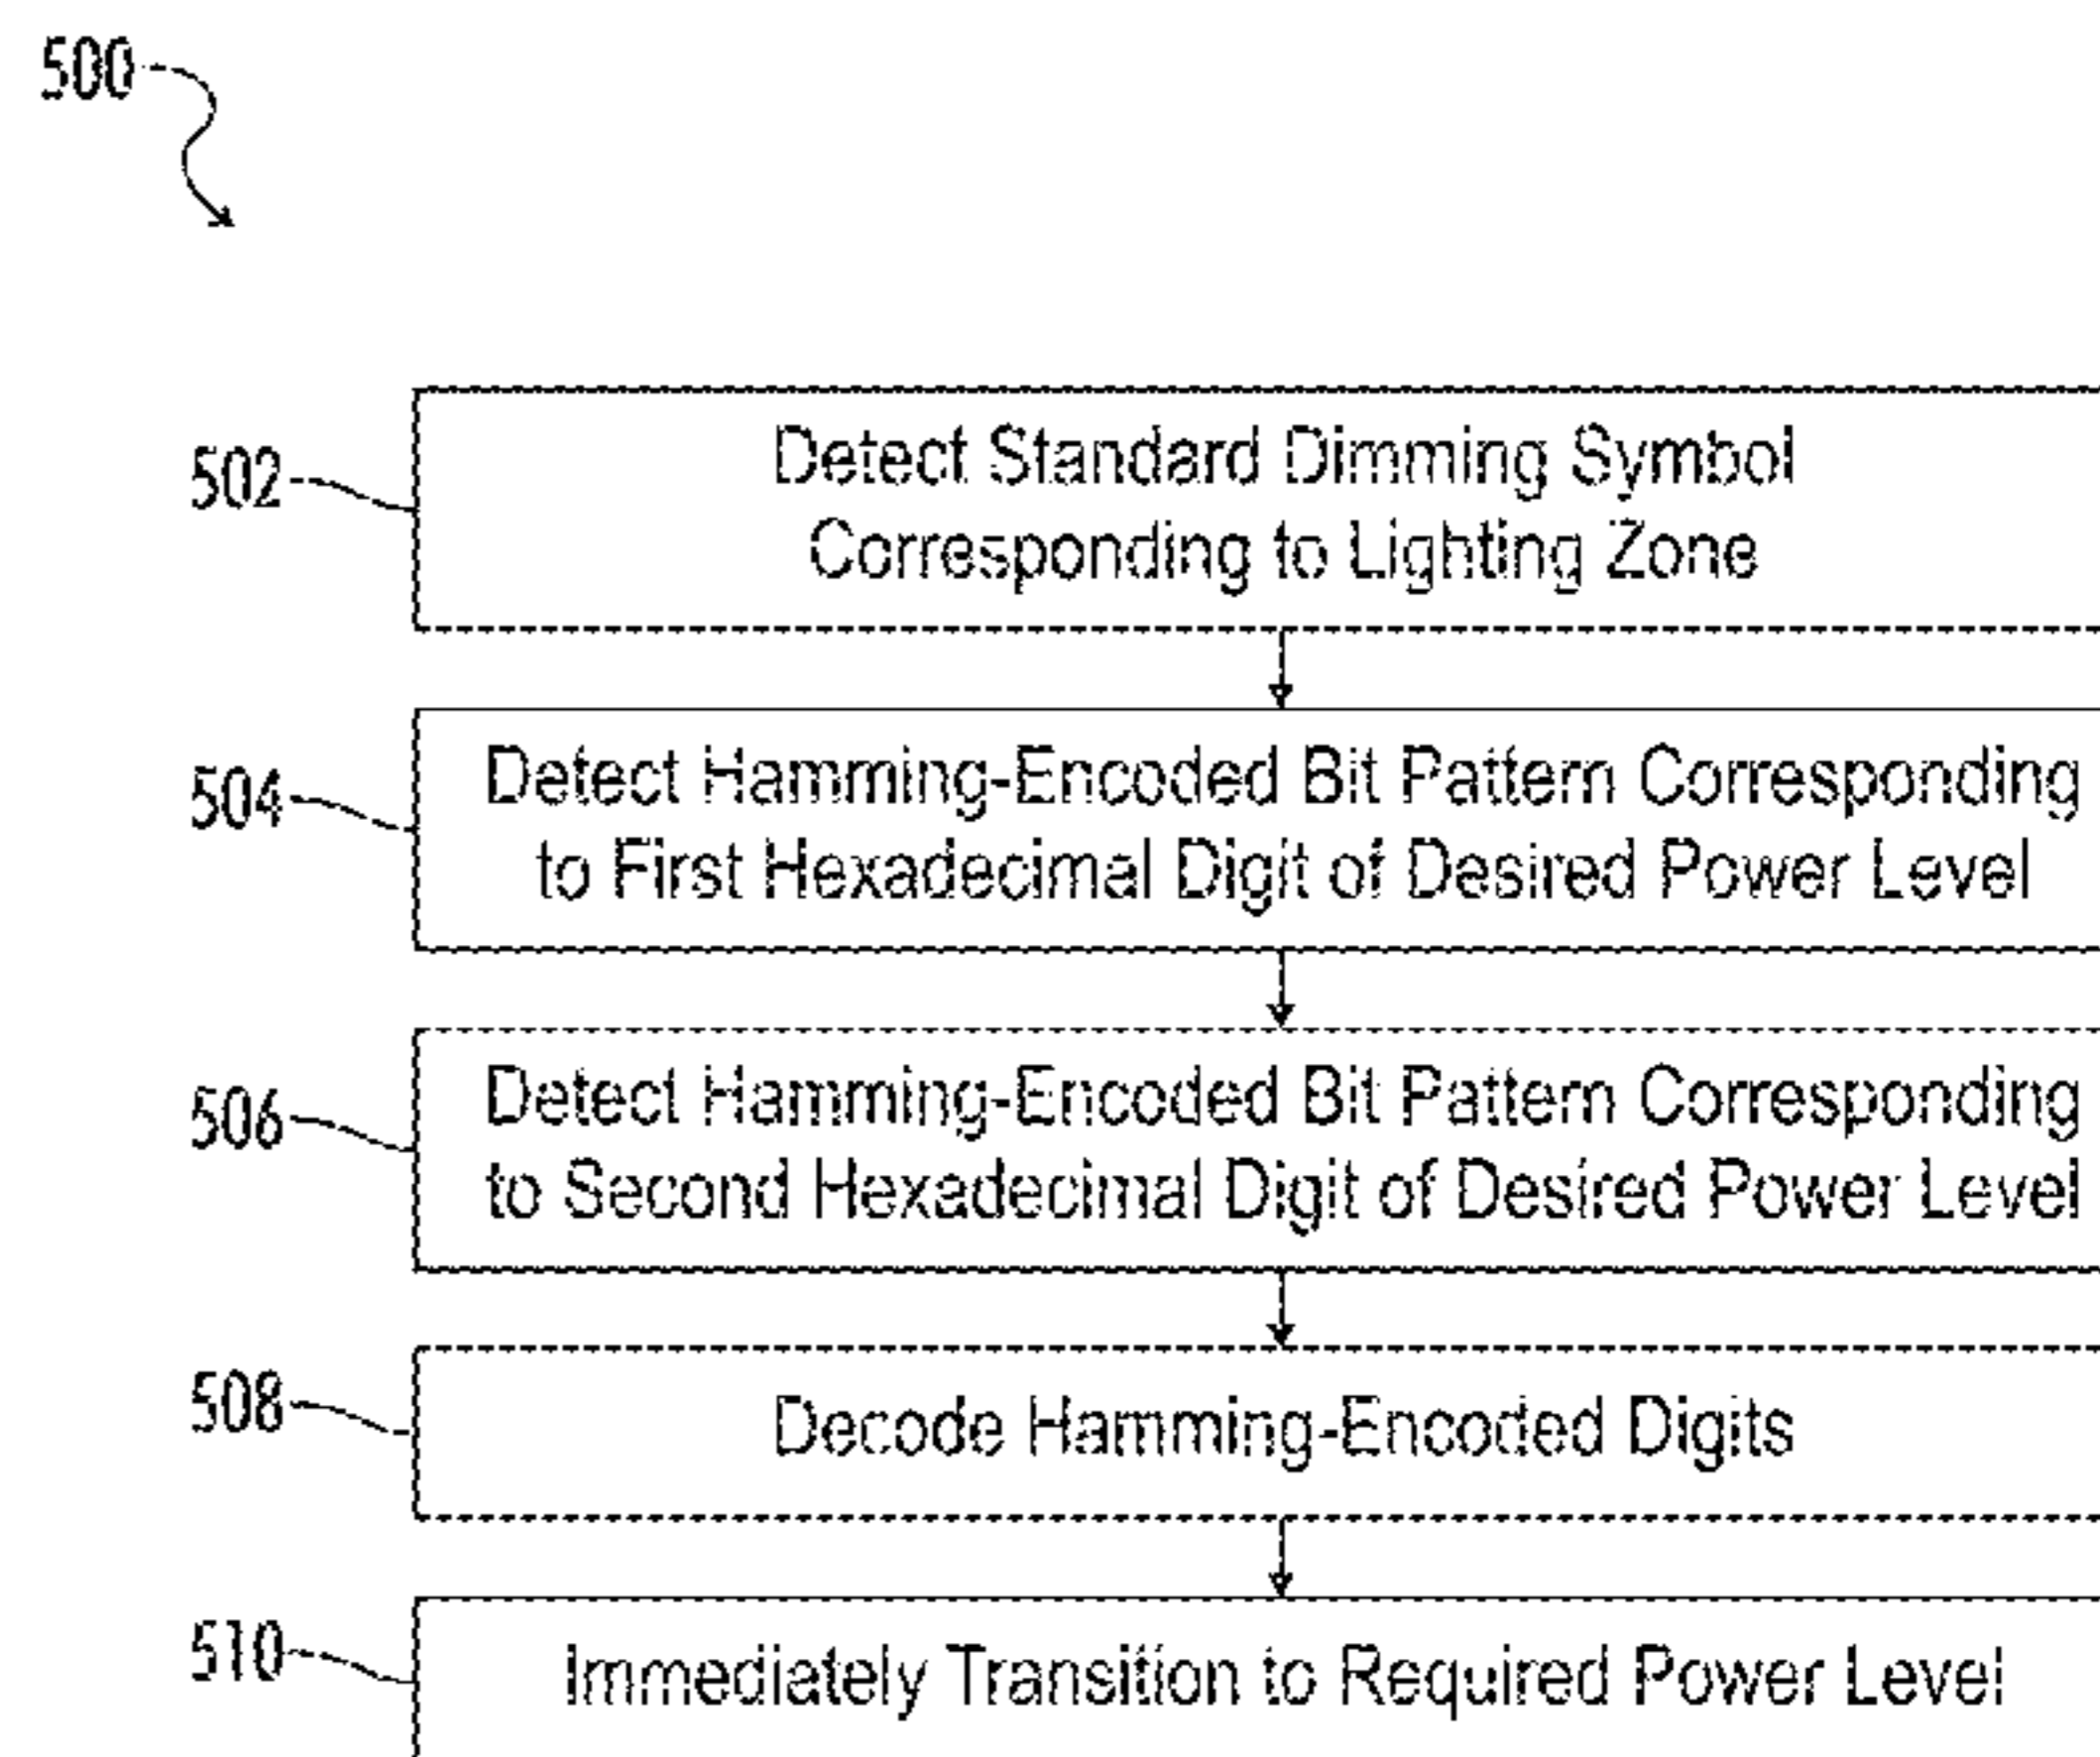 500
502
Detect Standard Dimming Symbol
Corresponding to Lighting Zone
504
Detect Hamming-Encoded Bit Pattern Corresponding
to First Hexadecimal Digit of Desired Power Level
506
Detect Hamming-Encoded Bit Pattern Corresponding
to Second Hexadecimal Digit of Desired Power Level
508
Decode Hamming-Encoded Digits
510
Immediately Transition to Required Power Level